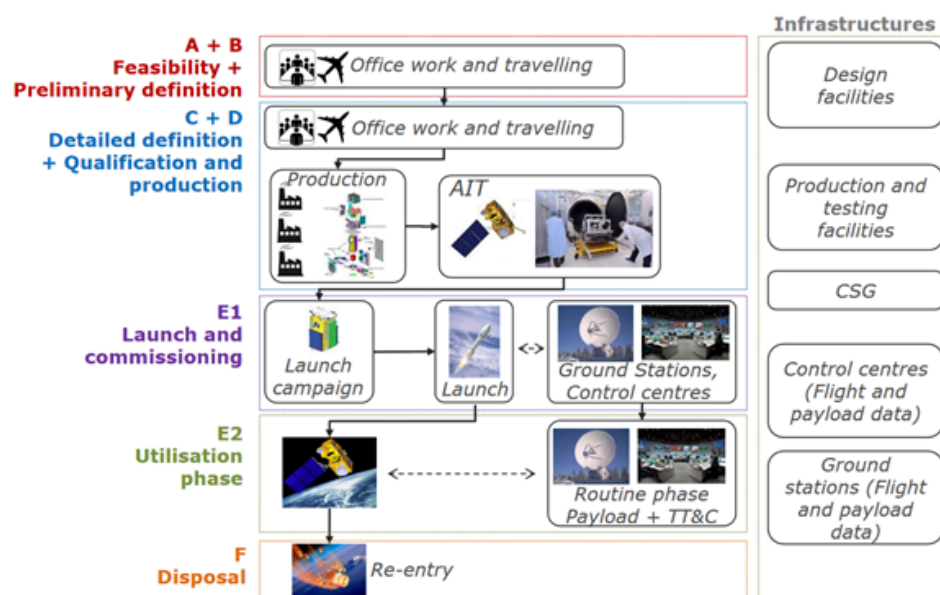 Infrastructures
A + B
Feasibility +
Preliminary definition
Office work and travelling
Design
facilities
C + D
Detailed definition
+ Qualification and
production
Office work and travelling
Production
AIT
Production and
testing
facilities
CSG
E1
Launch and
commissioning
Launch
campaign
Launch
Ground Stations,
Control centres
Control centres
(Flight and
payload data)
E2
Utilisation
phase
Routine phase
Payload + TT&C
Ground
stations (Flight
and payload
data)
F
Disposal
Re-entry